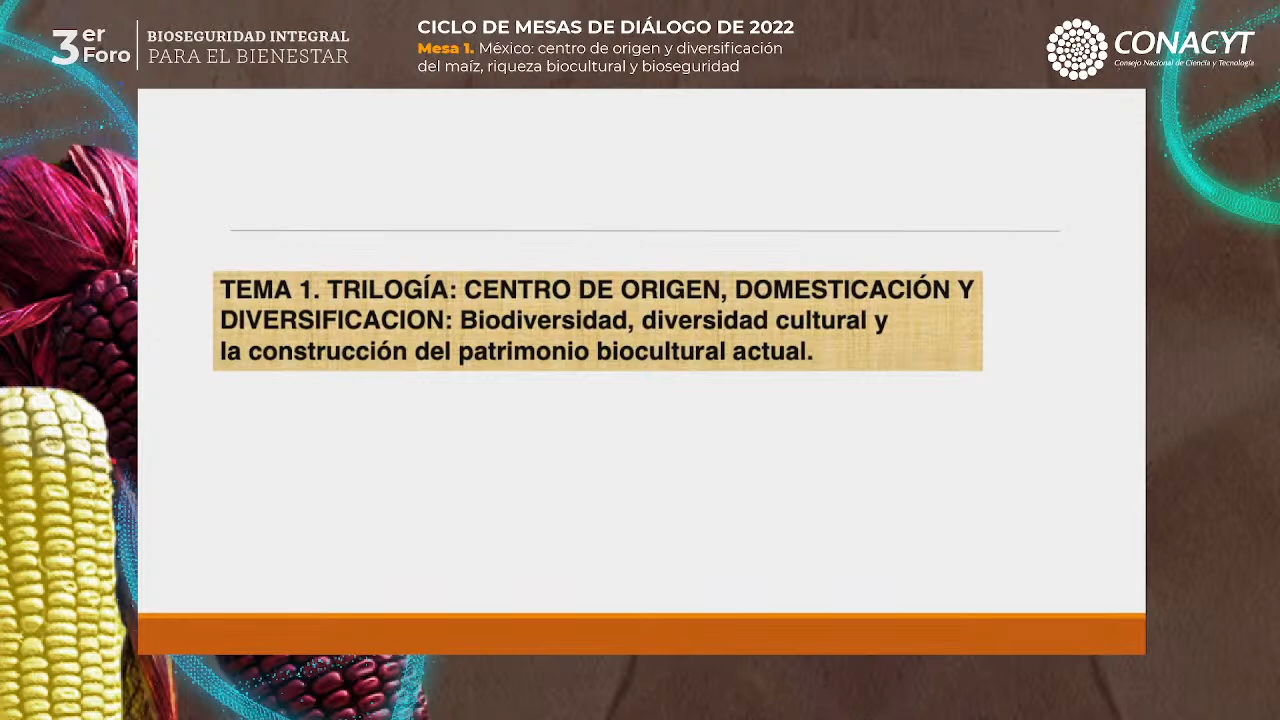 3er Foro
BIOSEGURIDAD INTEGRAL
PARA EL BIENESTAR
CICLO DE MESAS DE DIÁLOGO DE 2022
Mesa 1. México: centro de origen y diversificación
del maíz, riqueza biocultural y bioseguridad
CONACYT
Consejo Nacional de Ciencia y Tecnología
TEMA 1. TRILOGÍA: CENTRO DE ORIGEN, DOMESTICACIÓN Y
DIVERSIFICACION: Biodiversidad, diversidad cultural y
la construcción del patrimonio biocultural actual.